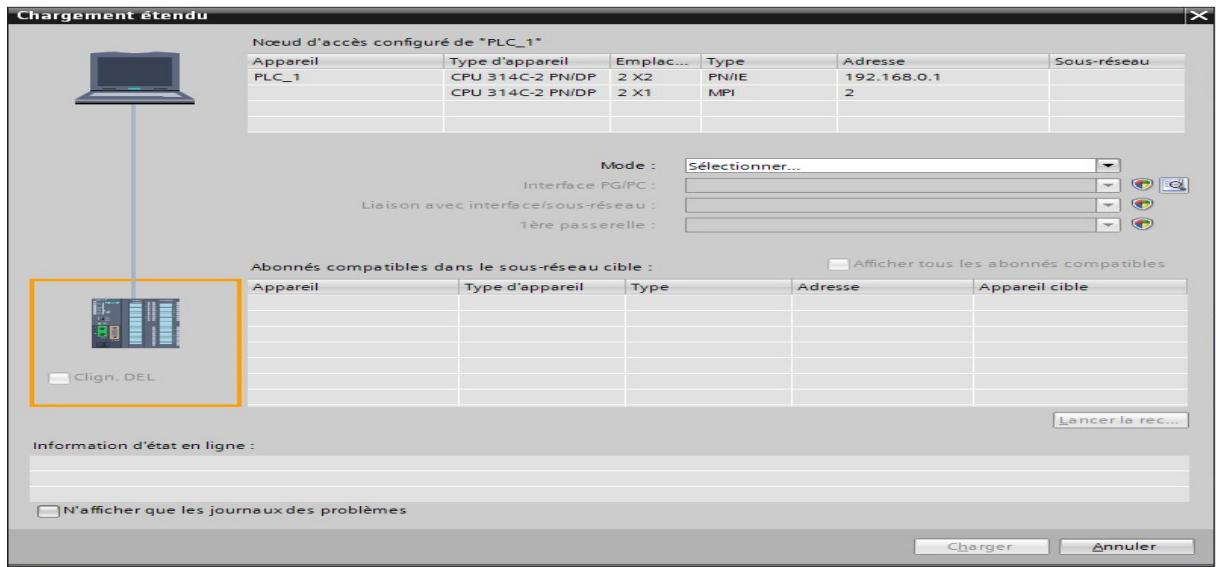 Chargement étendu
Nœud d'accès configuré de "PLC_1"
Appareil Type d'appareil Emplac... Type Adresse Sous-réseau
PLC_1 CPU 314C-2 PN/DP 2 X2 PN/IE 192.168.0.1
CPU 314C-2 PN/DP 2 X1 MPI 2
Mode : Sélectionner...
Interface PG/PC :
Liaison avec interface/sous-réseau :
1ère passerelle :
Abonnés compatibles dans le sous-réseau cible : Afficher tous les abonnés compatibles
Appareil Type d'appareil Type Adresse Appareil cible
Clign. DEL
Lancer la rec...
Information d'état en ligne :
N'afficher que les journaux des problèmes
Charger Annuler